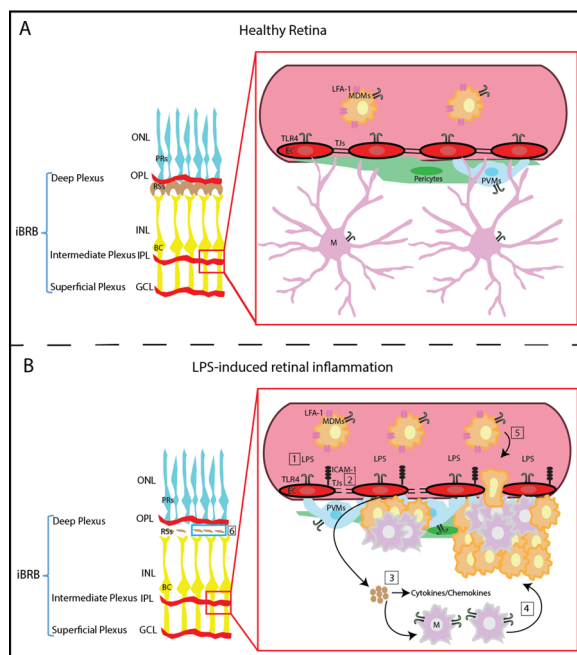 A
Healthy Retina
LFA-1
MDMs
ONL
TLR4
TJs
EC
PRs
Deep Plexus
OPL
RSs
Pericytes
PVMs
iBRB
INL
M
BC
Intermediate Plexus IPL
Superficial Plexus GCL
B
LPS-induced retinal inflammation
LFA-1
MDMs
5
1 LPS
LPS
LPS
LPS
ICAM-1
ONL
TLR4
TJs
2
EC
PRs
Deep Plexus
OPL
PVMs
RSs
6
iBRB
INL
3
Cytokines/Chemokines
BC
Intermediate Plexus IPL
4
M
Superficial Plexus GCL